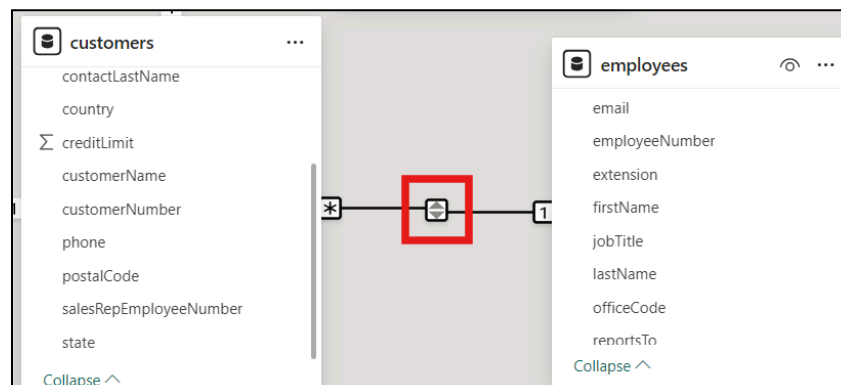 customers ...
contactLastName
country
∑ creditLimit
customerName
customerNumber
phone
postalCode
salesRepEmployeeNumber
state
Collapse
1
*
1
employees ...
email
employeeNumber
extension
firstName
jobTitle
lastName
officeCode
reportsTo
Collapse